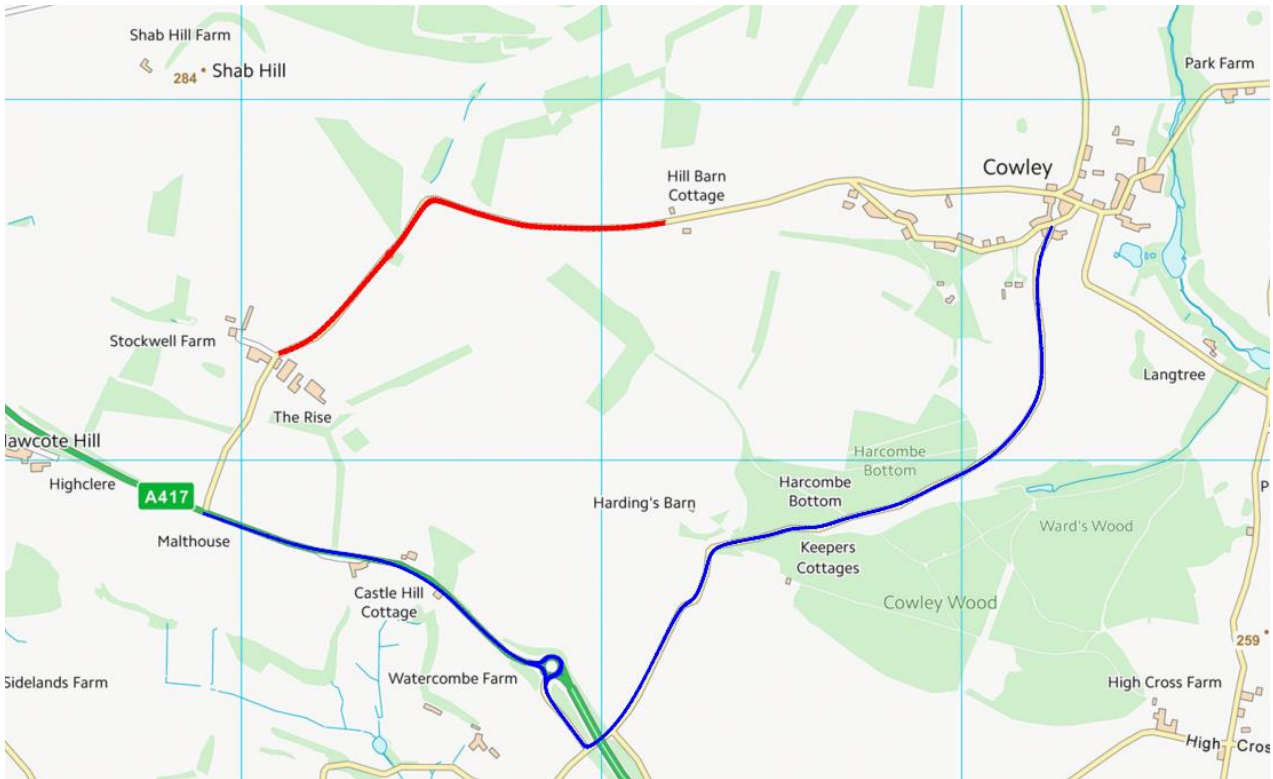 Shab Hill Farm
284
Shab Hill
Park Farm
Hill Barn
Cottage
Cowley
Stockwell Farm
The Rise
Langtree
Highclere
A417
Malthouse
Harcombe
Bottom
Harcombe
Bottom
Harding's Barn
Keepers
Cottages
Ward's Wood
Castle Hill
Cottage
Cowley Wood
Watercombe Farm
259
Sidelands Farm
High Cross Farm
High